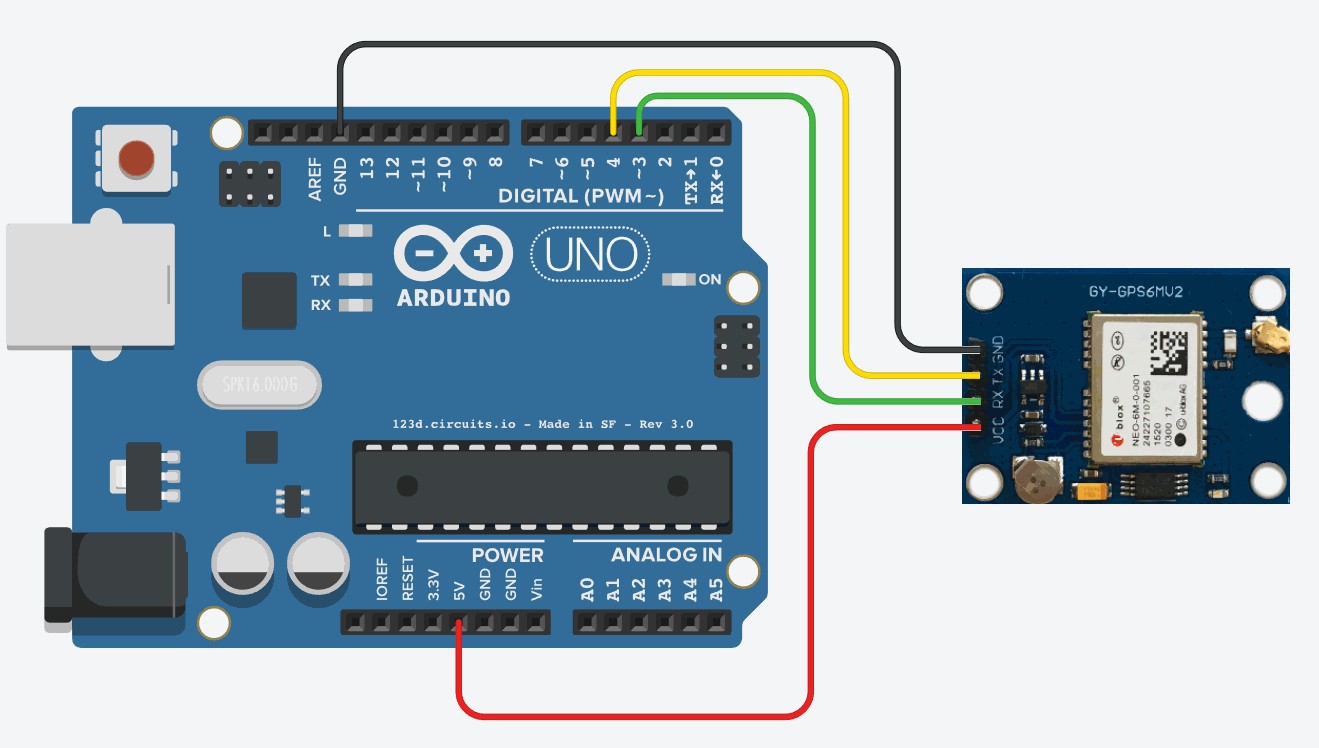 AREF
GND
13
12
~11
~10
~9
8
7
~6
~5
4
~3
2
TX→1
RX←0
DIGITAL (PWM~)
L
TX
RX
ARDUINO
UNO
ON
SPK16.000G
123d.circuits.io - Made in SF - Rev 3.0
POWER
ANALOG IN
IOREF
RESET
3.3V
5V
GND
GND
Vin
A0
A1
A2
A3
A4
A5
GY-GPS6MV2
GND
TX
RX
VCC
blox®
NEO-6M-0-001
24227107665
1520
0300 17
© u-blox AG